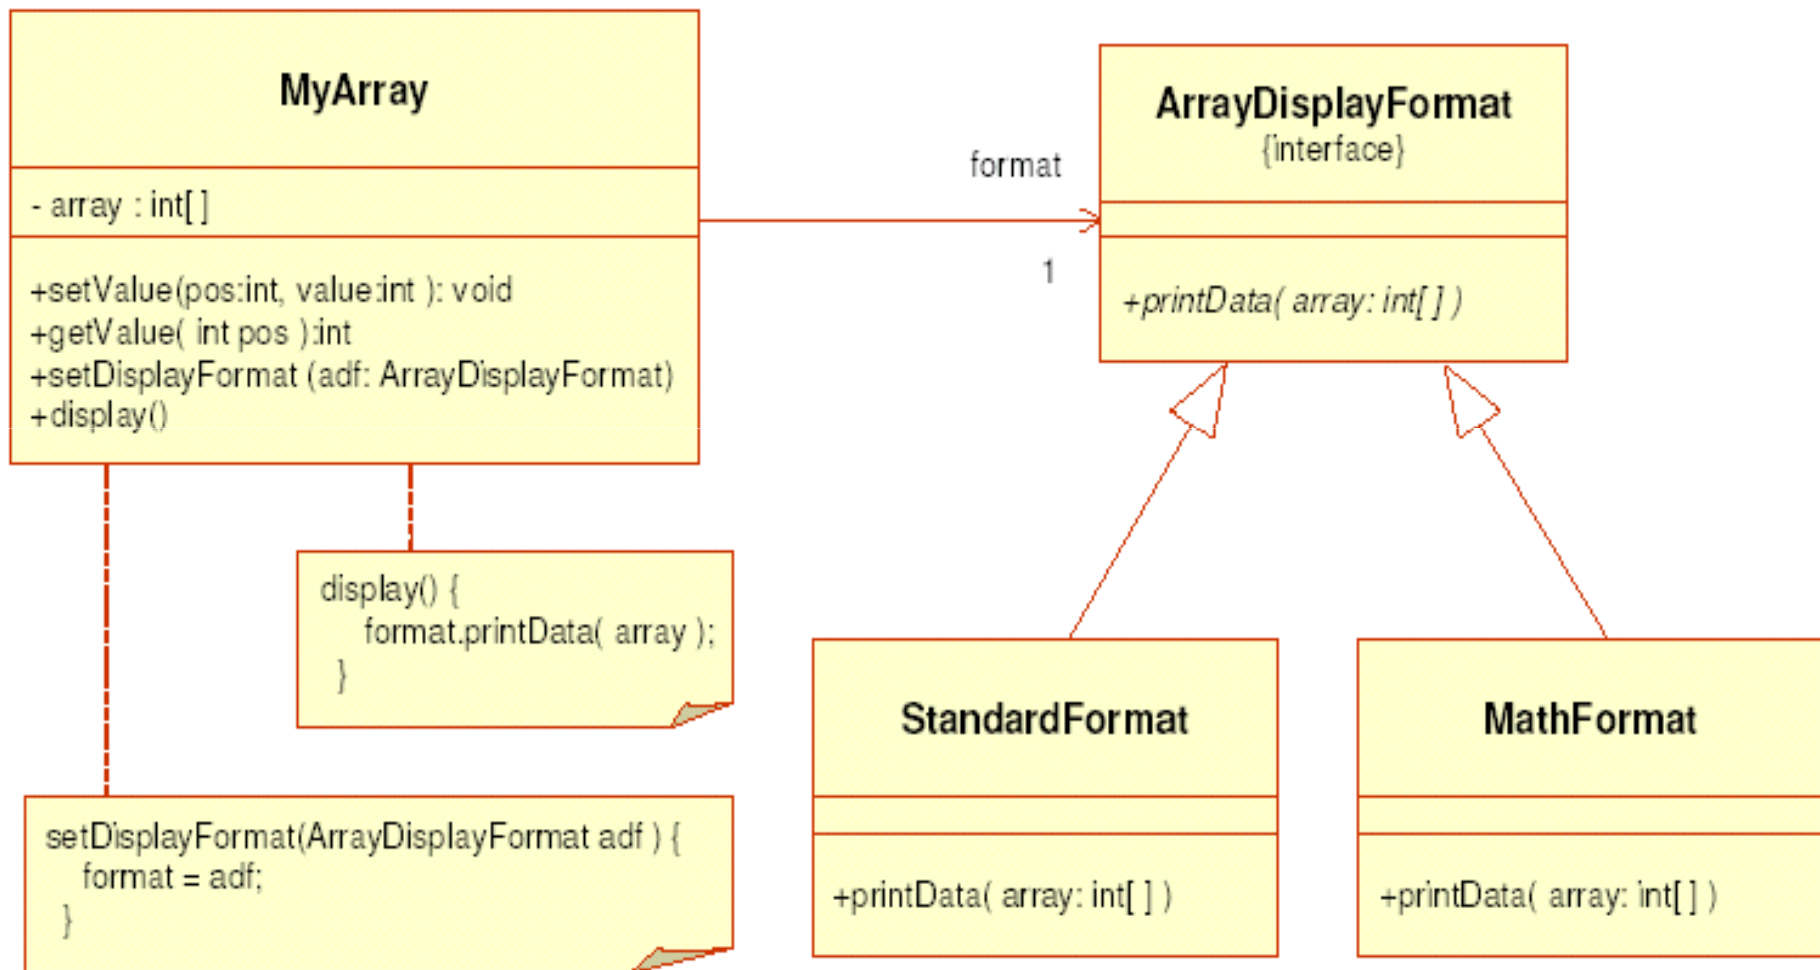 MyArray
- array : int[ ]
+setValue(pos:int, value:int ): void
+getValue( int pos ):int
+setDisplayFormat (adf: ArrayDisplayFormat)
+display()
format
1
ArrayDisplayFormat
{interface}
+printData( array: int[ ] )
display() {
format.printData( array );
}
setDisplayFormat(ArrayDisplayFormat adf ) {
format = adf;
}
StandardFormat
+printData( array: int[ ] )
MathFormat
+printData( array: int[ ] )